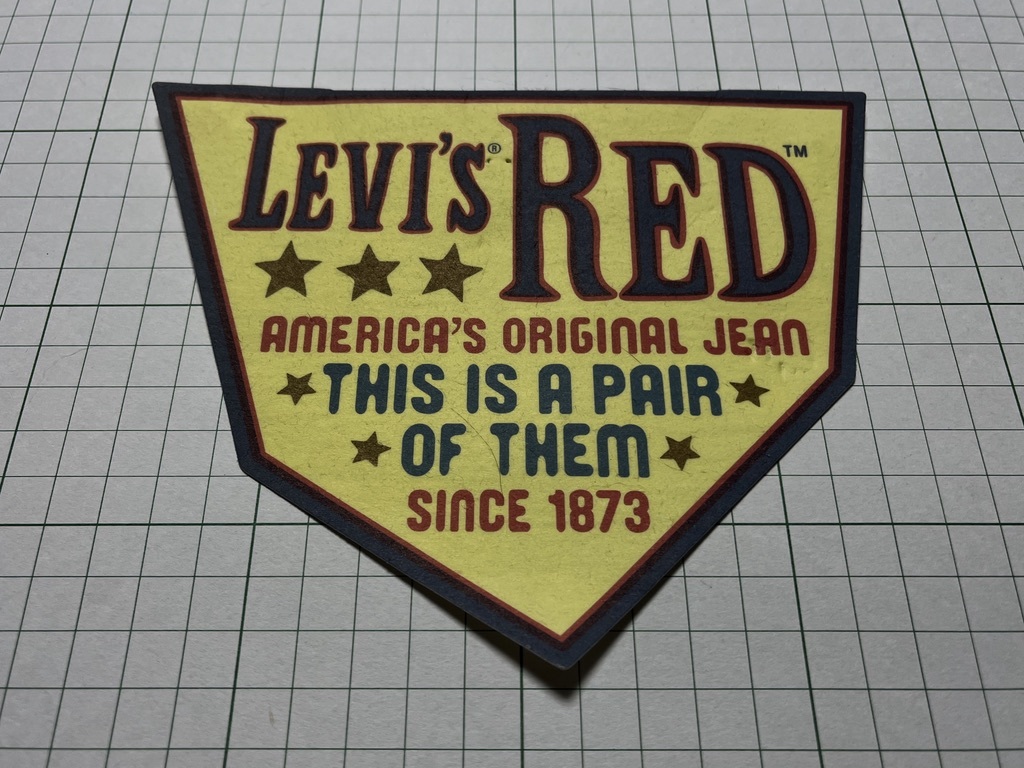 LEVI'S® RED™
AMERICA'S ORIGINAL JEAN
THIS IS A PAIR
OF THEM
SINCE 1873